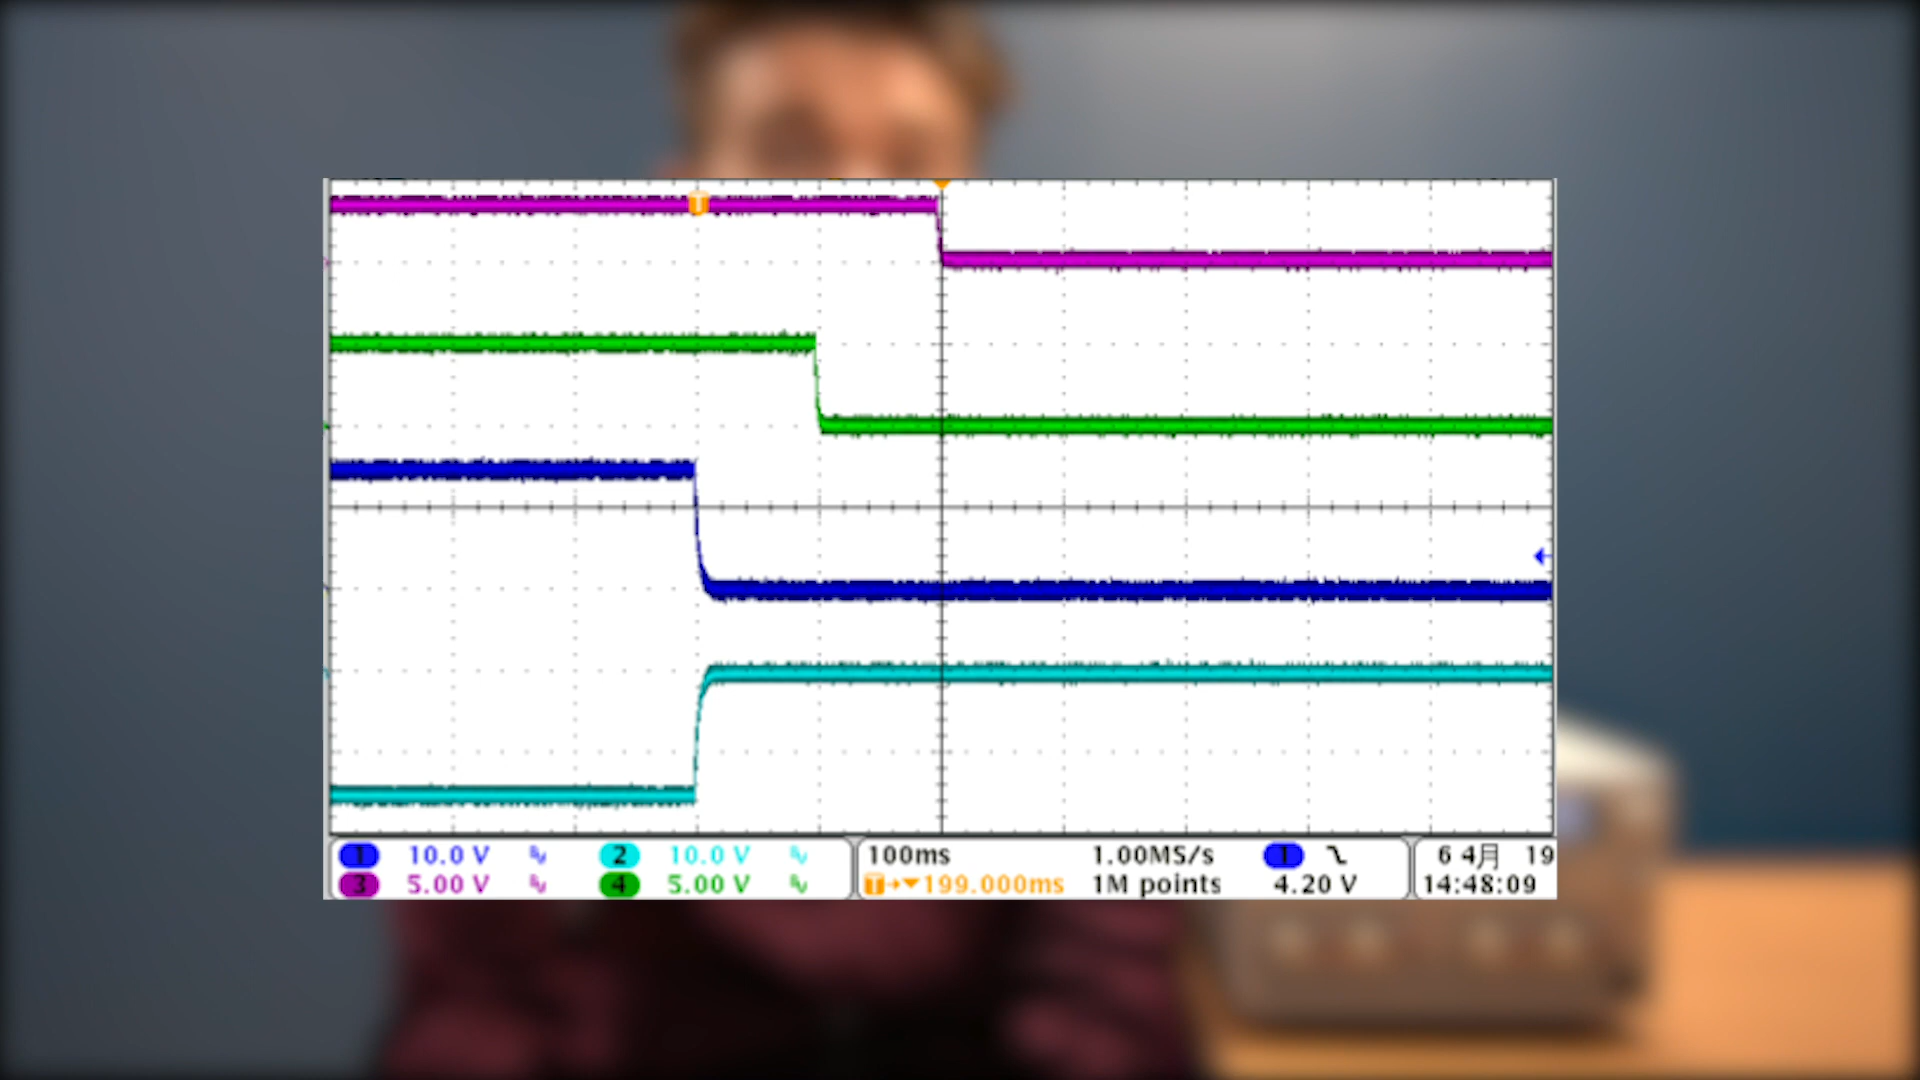 T
1 10.0 V 2 10.0 V 100ms 1.00MS/s 1 4.20 V 6 4月 19
3 5.00 V 4 5.00 V T→▼199.000ms 1M points 14:48:09